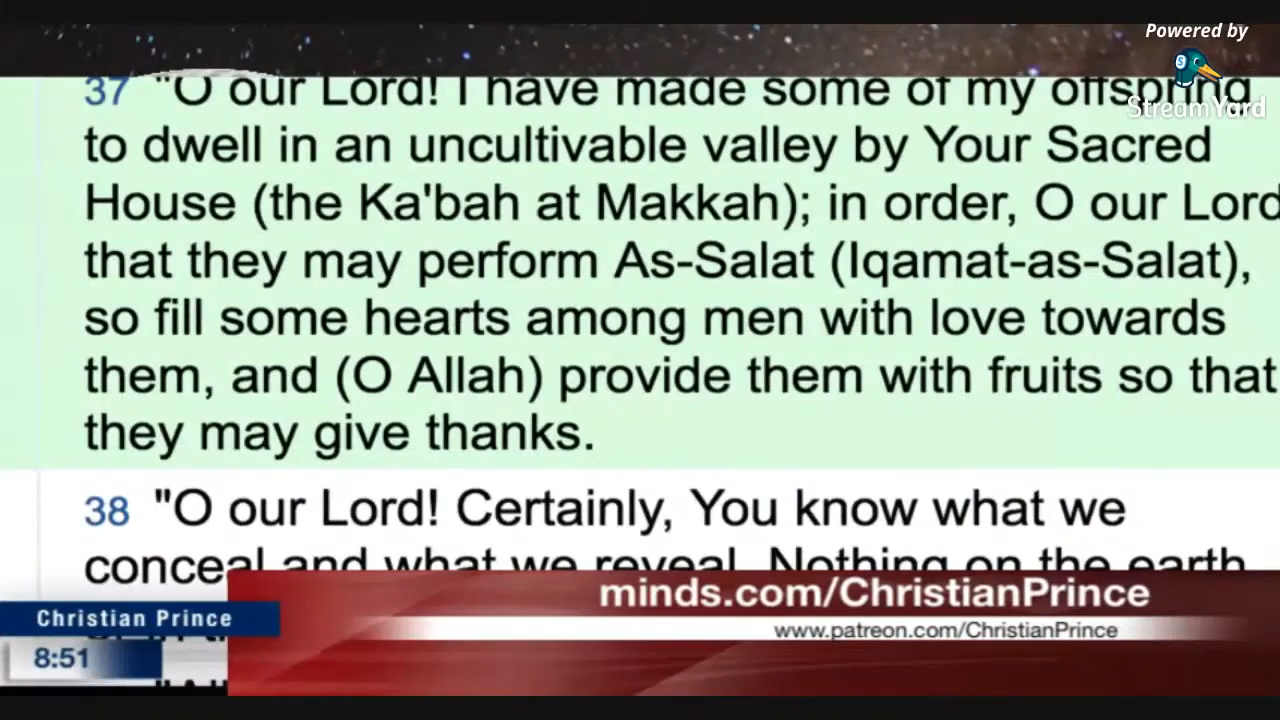 Powered by
StreamYard
37 "O our Lord! I have made some of my offspring
to dwell in an uncultivable valley by Your Sacred
House (the Ka'bah at Makkah); in order, O our Lord
that they may perform As-Salat (Iqamat-as-Salat),
so fill some hearts among men with love towards
them, and (O Allah) provide them with fruits so that
they may give thanks.
38 "O our Lord! Certainly, You know what we
conceal and what we reveal. Nothing on the earth
minds.com/ChristianPrince
Christian Prince
www.patreon.com/ChristianPrince
8:51